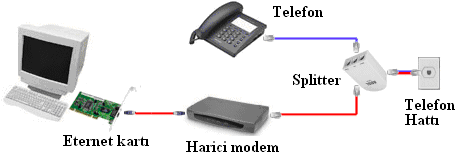 Telefon
Splitter
Telefon
Hattı
Eternet kartı
Harici modem